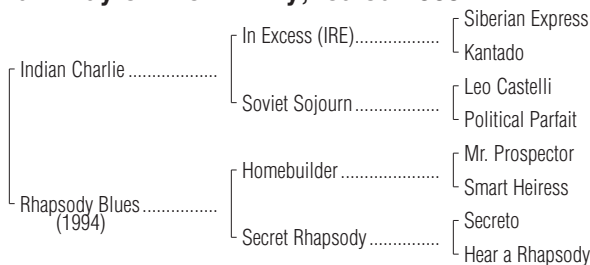 Siberian Express
In Excess (IRE)..................
Kantado
Indian Charlie ...................
Leo Castelli
Soviet Sojourn..................
Political Parfait
Mr. Prospector
Homebuilder .....................
Smart Heiress
Rhapsody Blues................
(1994)
Secreto
Secret Rhapsody...............
Hear a Rhapsody